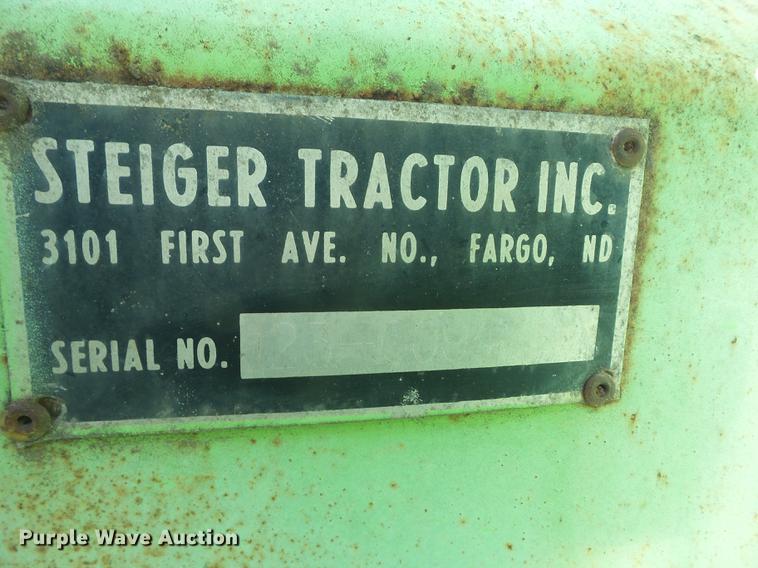 STEIGER TRACTOR INC.
3101 FIRST AVE. NO., FARGO, ND
SERIAL NO.
Purple Wave Auction